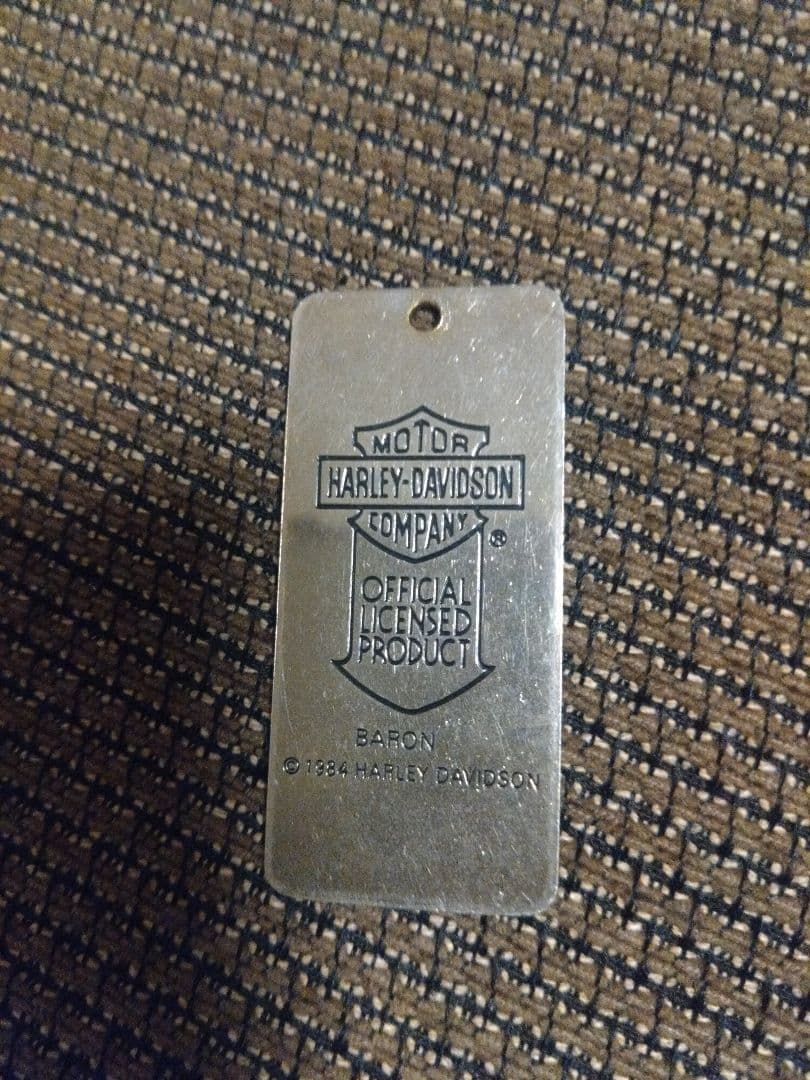 MOTOR
HARLEY-DAVIDSON
COMPANY
®
OFFICIAL
LICENSED
PRODUCT
BARON
© 1984 HARLEY DAVIDSON